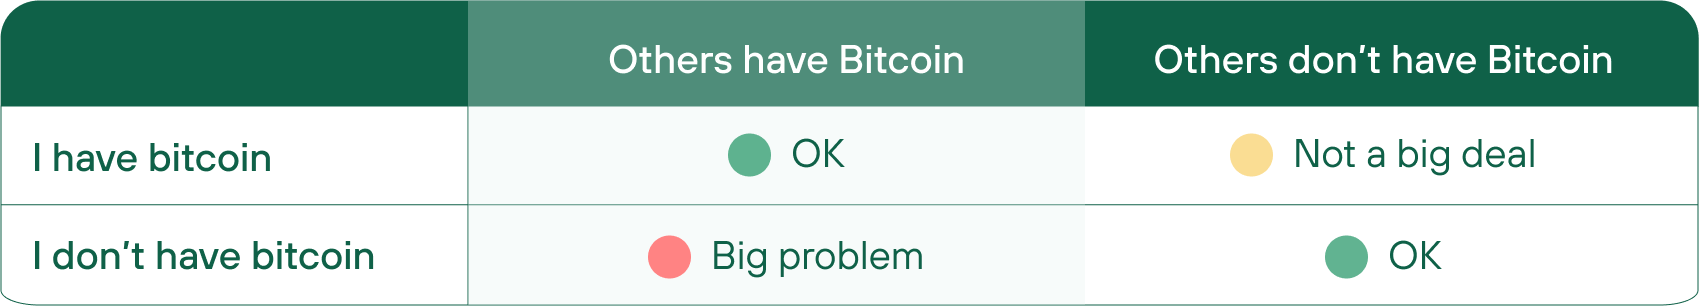 Others have Bitcoin
Others don’t have Bitcoin
I have bitcoin
OK
Not a big deal
I don’t have bitcoin
Big problem
OK